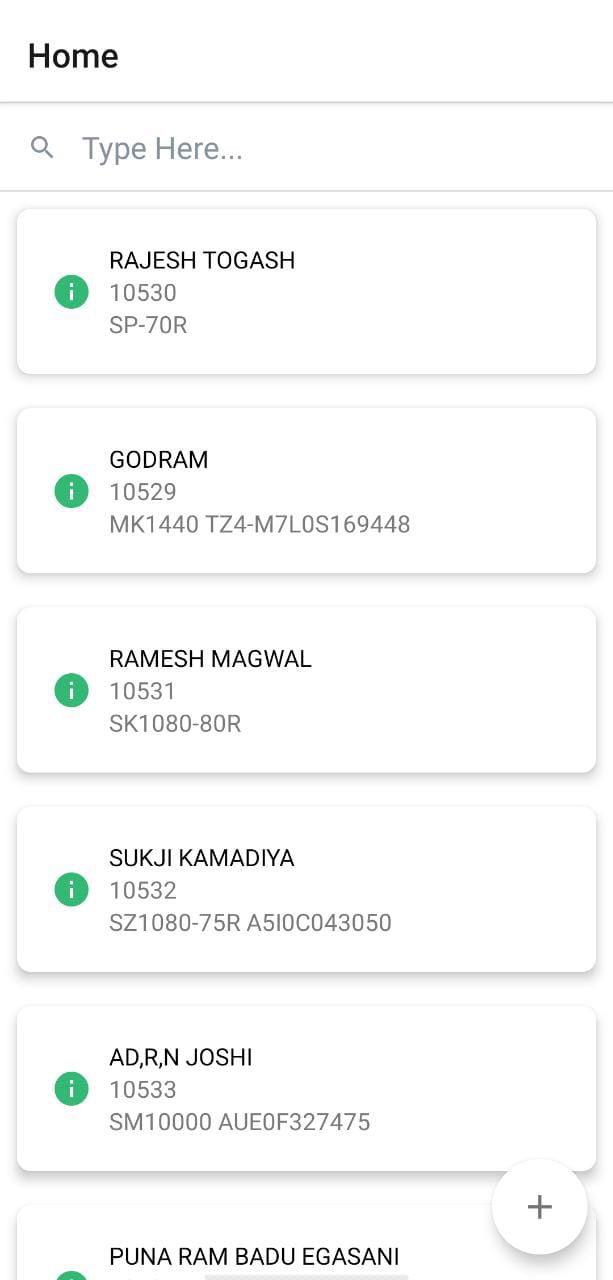 Home
Type Here...
RAJESH TOGASH
10530
SP-70R
GODRAM
10529
MK1440 TZ4-M7L0S169448
RAMESH MAGWAL
10531
SK1080-80R
SUKJI KAMADIYA
10532
SZ1080-75R A5I0C043050
AD,R,N JOSHI
10533
SM10000 AUE0F327475
PUNA RAM BADU EGASANI